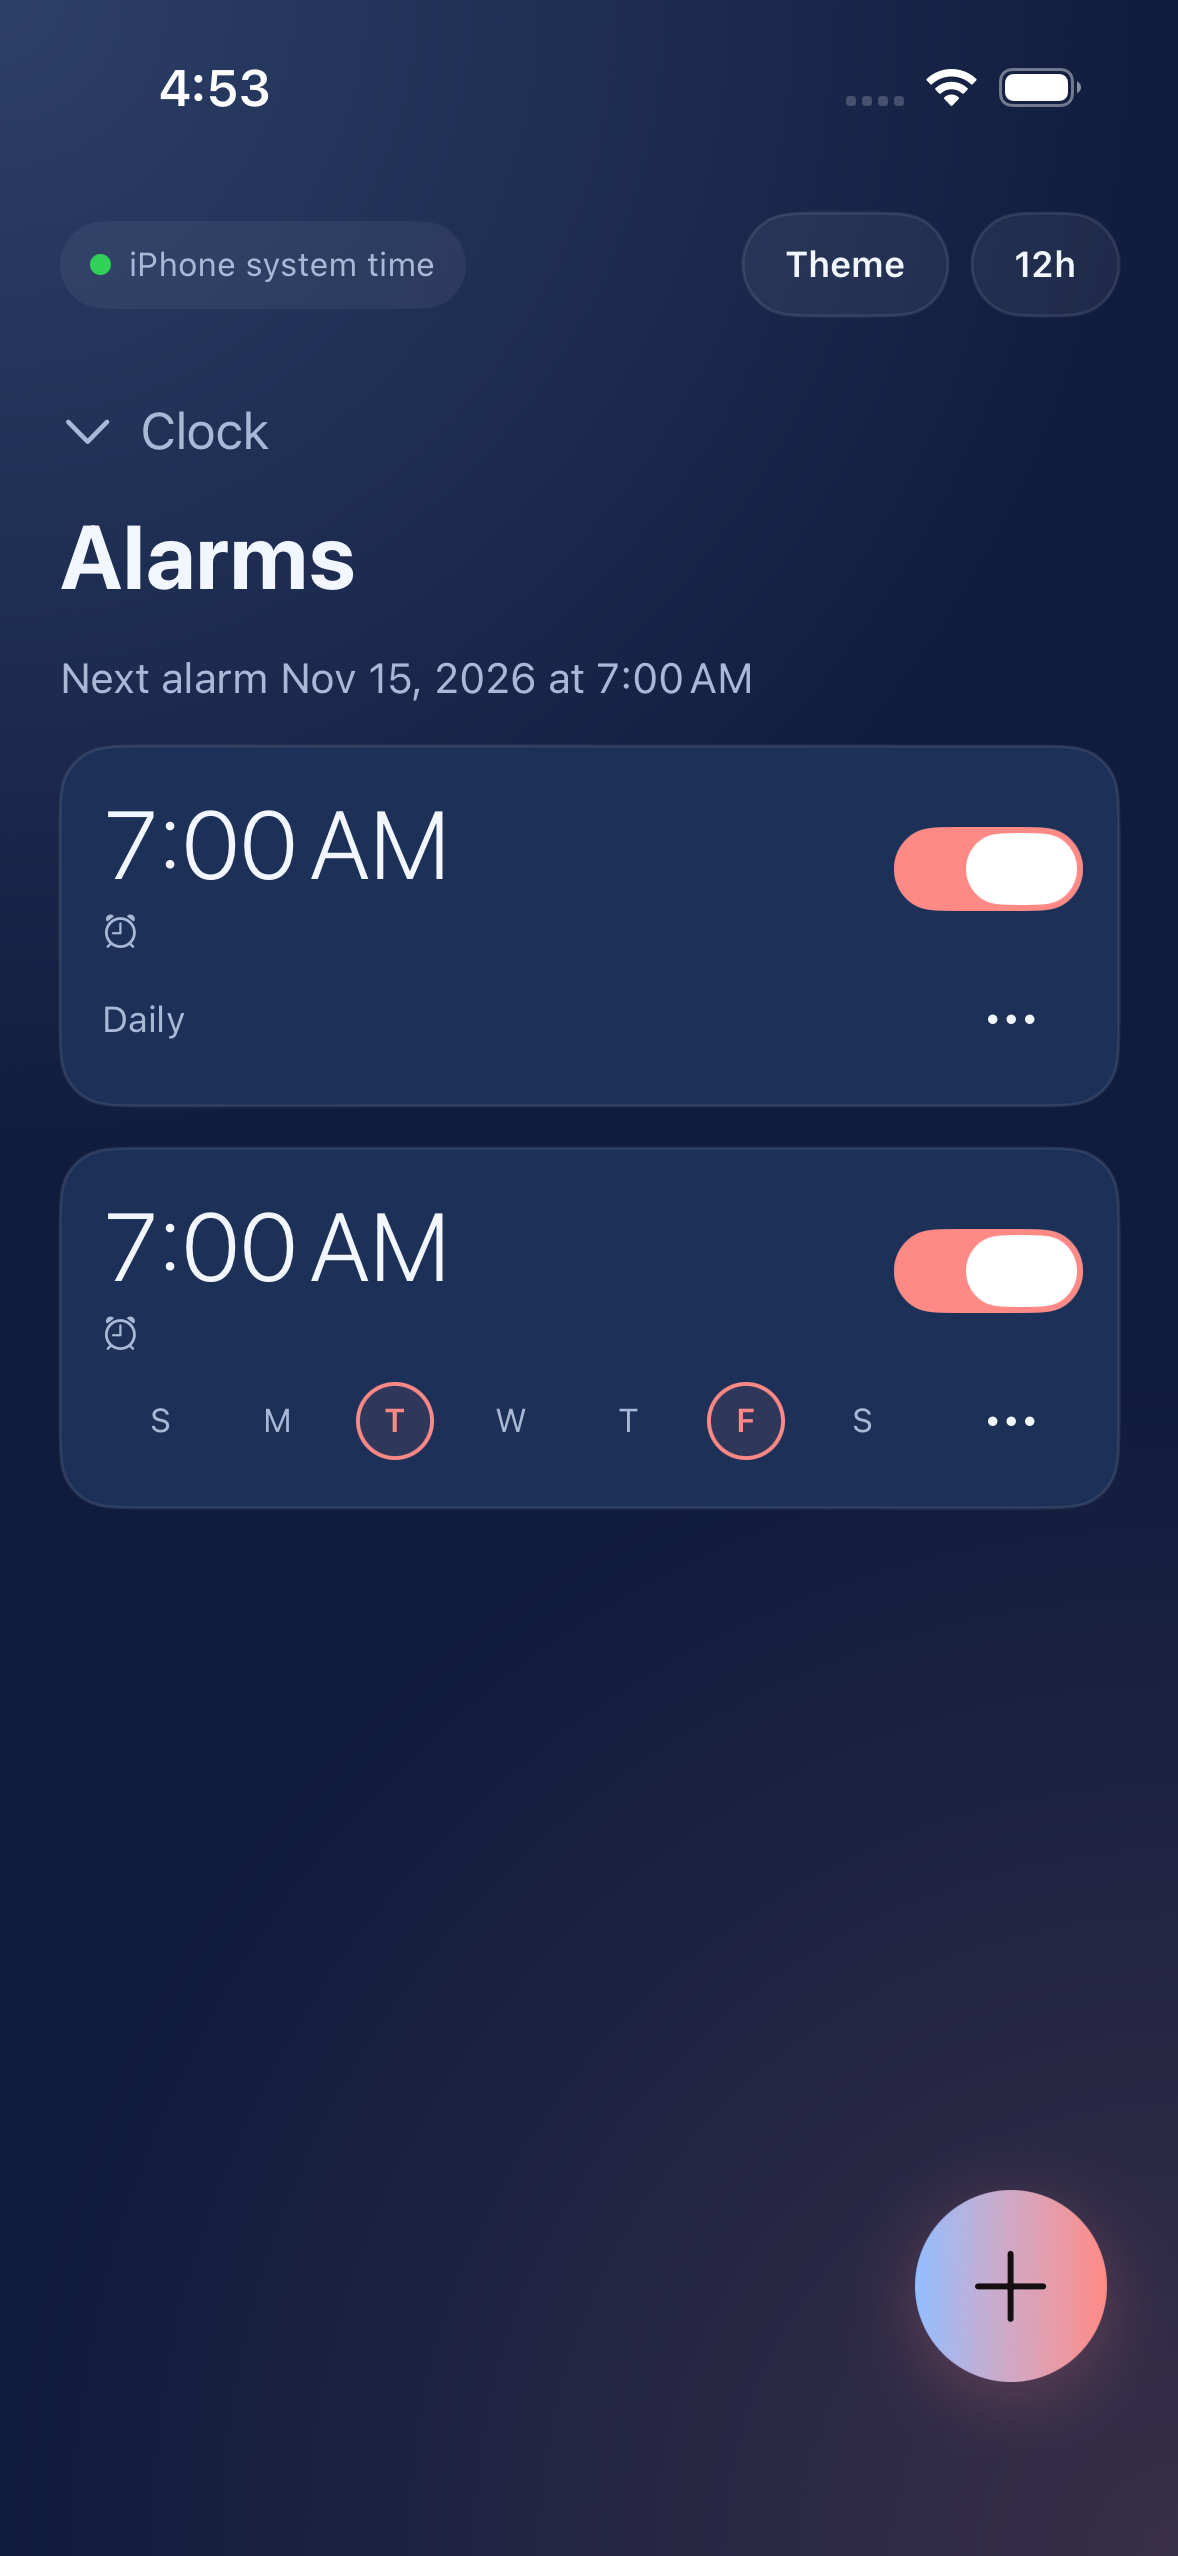 4:53
iPhone system time
Theme
12h
Clock
Alarms
Next alarm Nov 15, 2026 at 7:00 AM
7:00 AM
Daily
7:00 AM
S M T W T F S